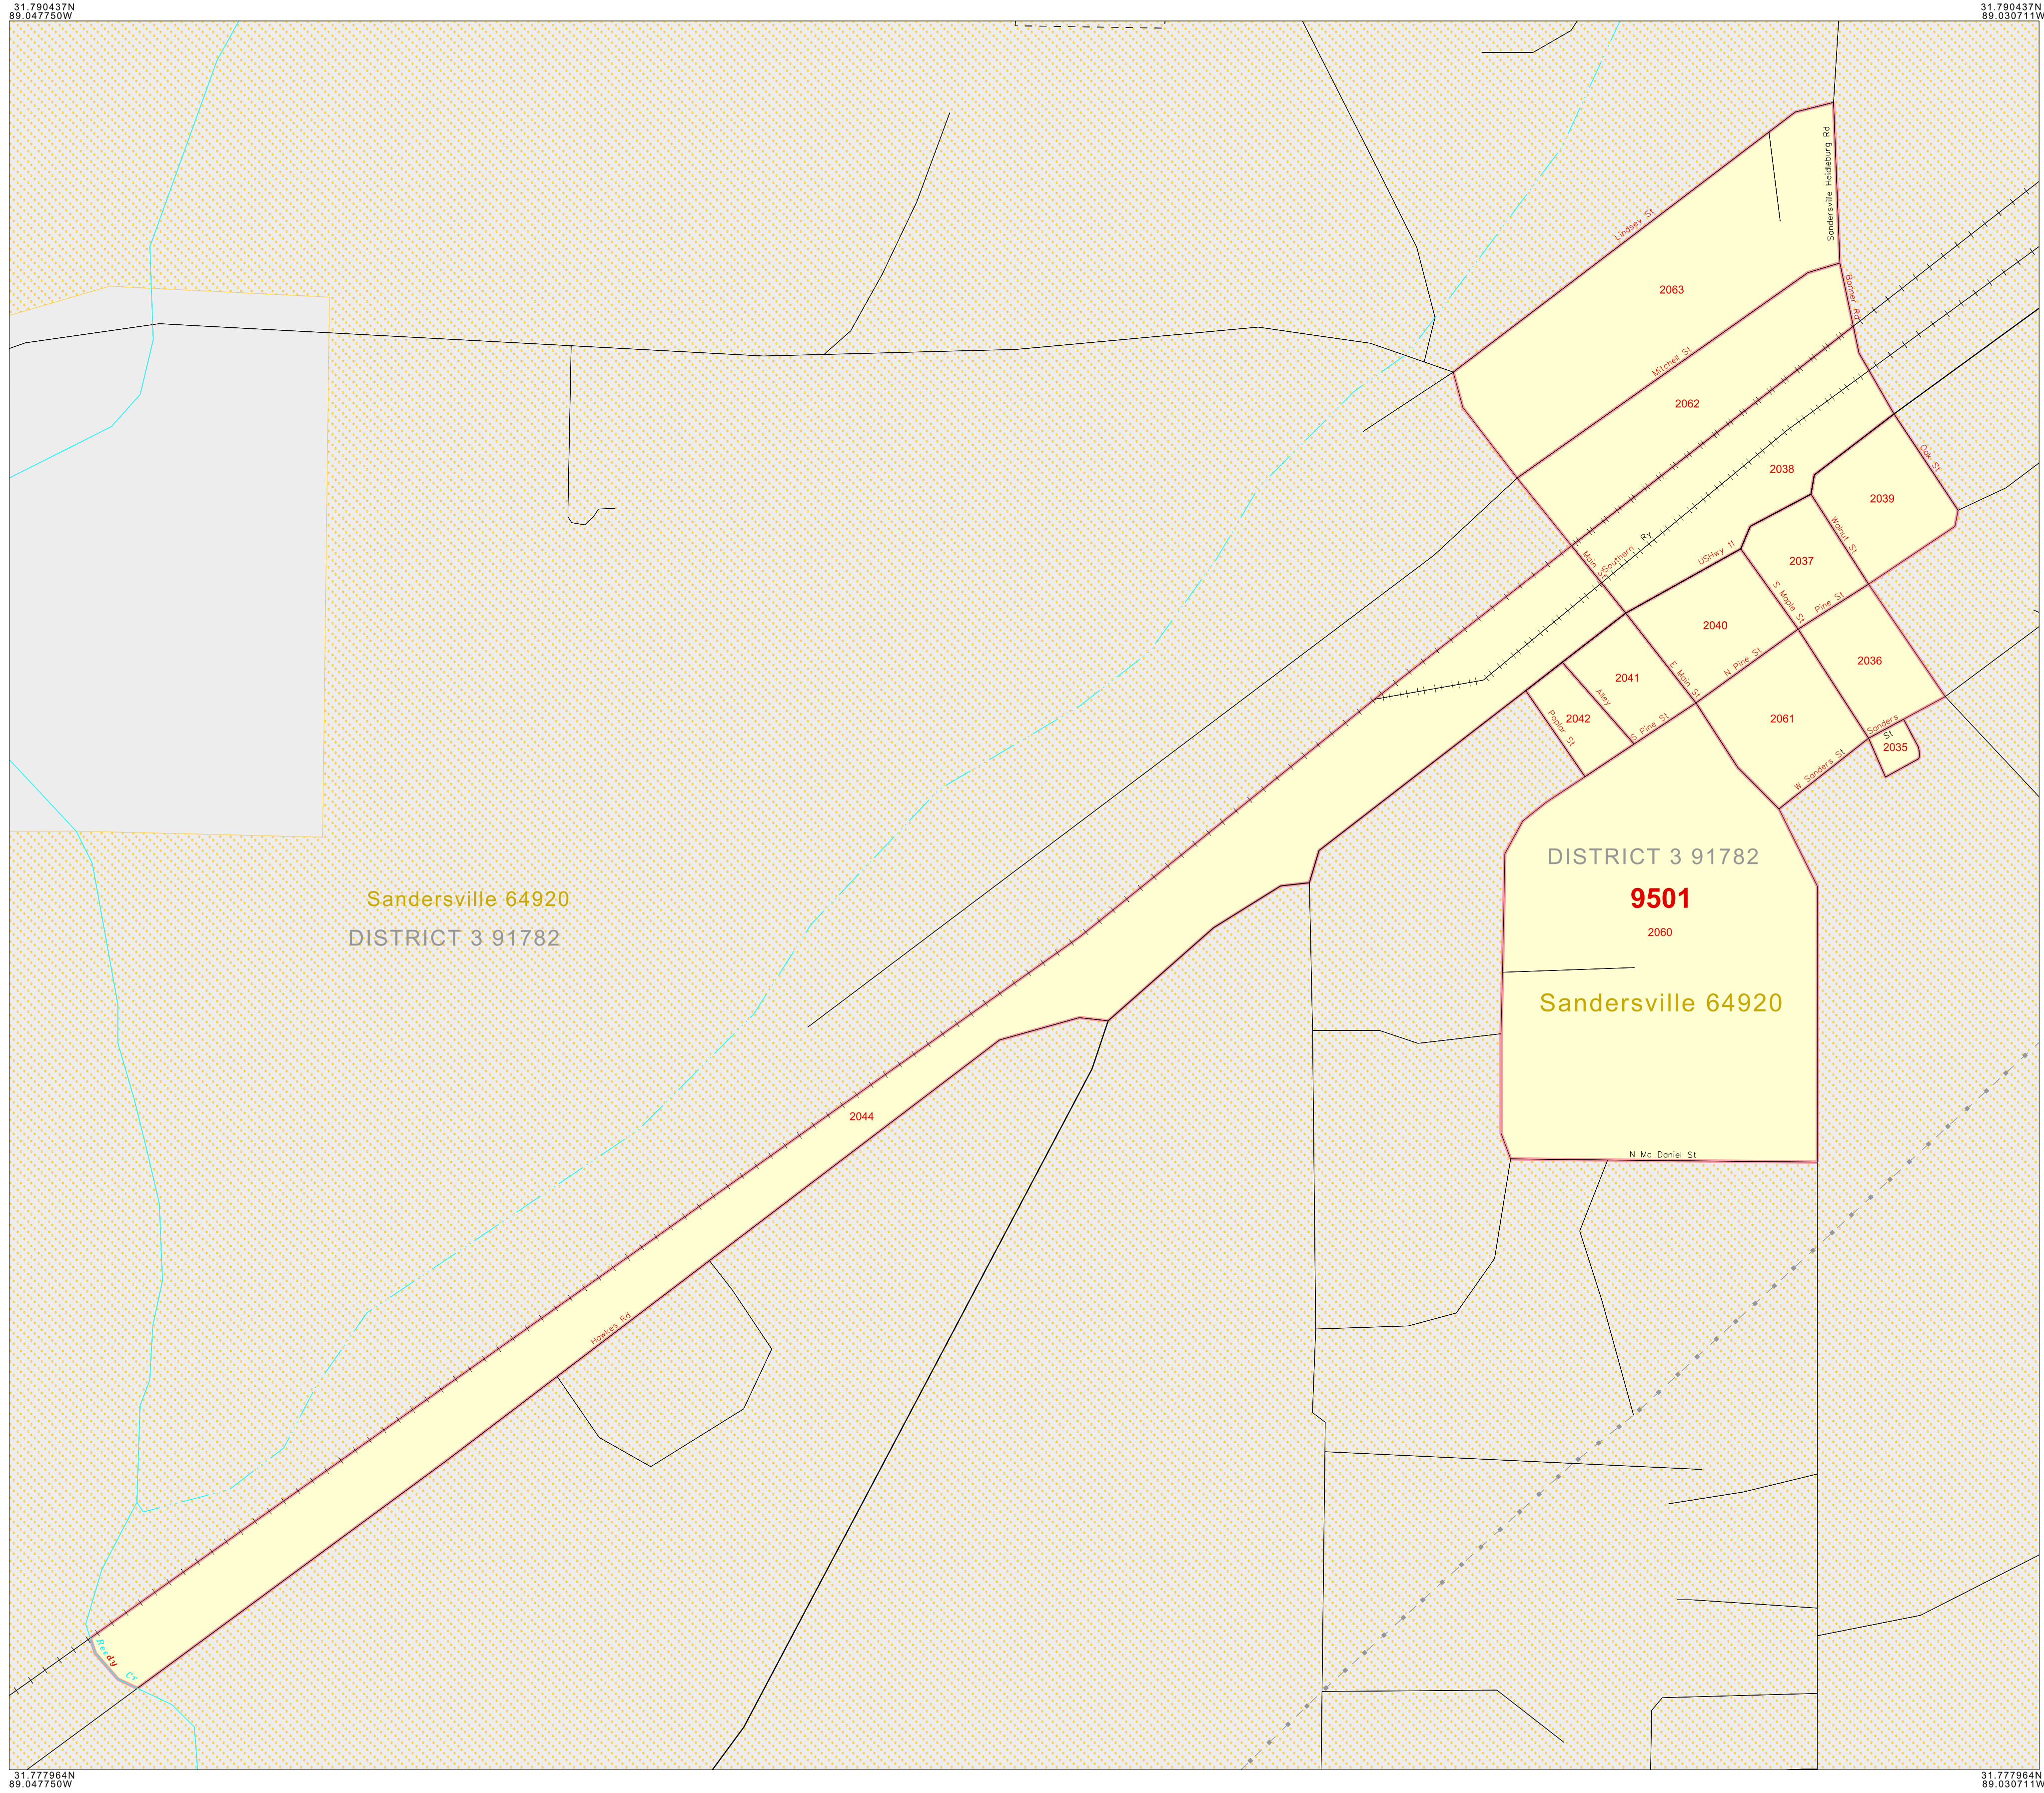 31.790437N
89.047750W
31.790437N
89.030711W
Sandersville Heidleburg Rd
Lindsey St
2063
Bonner Rd
Mitchell St
2062
2038
Oak St
2039
Walnut St
Main St
Southern Ry
USHwy 11
2037
S Maple St
Pine St
2040
2036
E Main St
N Pine St
2041
Alley
2042
Poplar St
S Pine St
2061
Sanders St
2035
W Sanders St
DISTRICT 3 91782
9501
2060
Sandersville 64920
Sandersville 64920
DISTRICT 3 91782
2044
N Mc Daniel St
Hawkes Rd
Reedy Cr
31.777964N
89.047750W
31.777964N
89.030711W